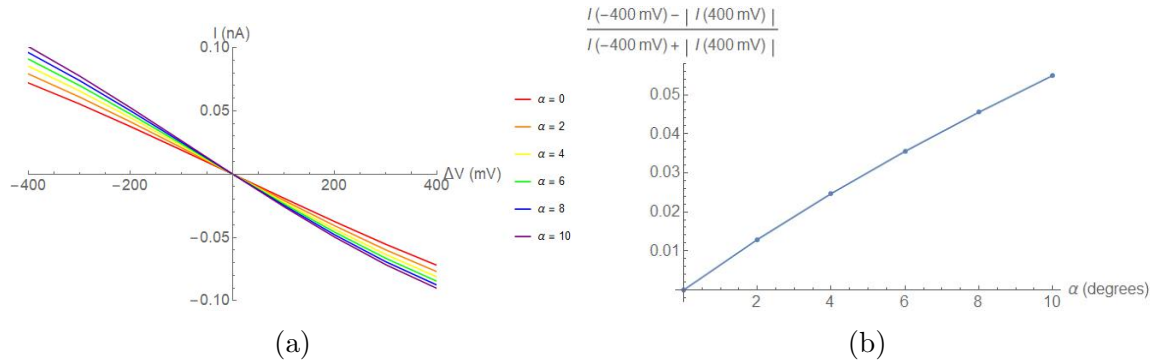 I (nA)
0.10
0.05
−400
−200
200
400
ΔV (mV)
−0.05
−0.10
α = 0
α = 2
α = 4
α = 6
α = 8
α = 10
(a)
I (−400 mV) − | I (400 mV) |
I (−400 mV) + | I (400 mV) |
0.05
0.04
0.03
0.02
0.01
2 4 6 8 10
α (degrees)
(b)